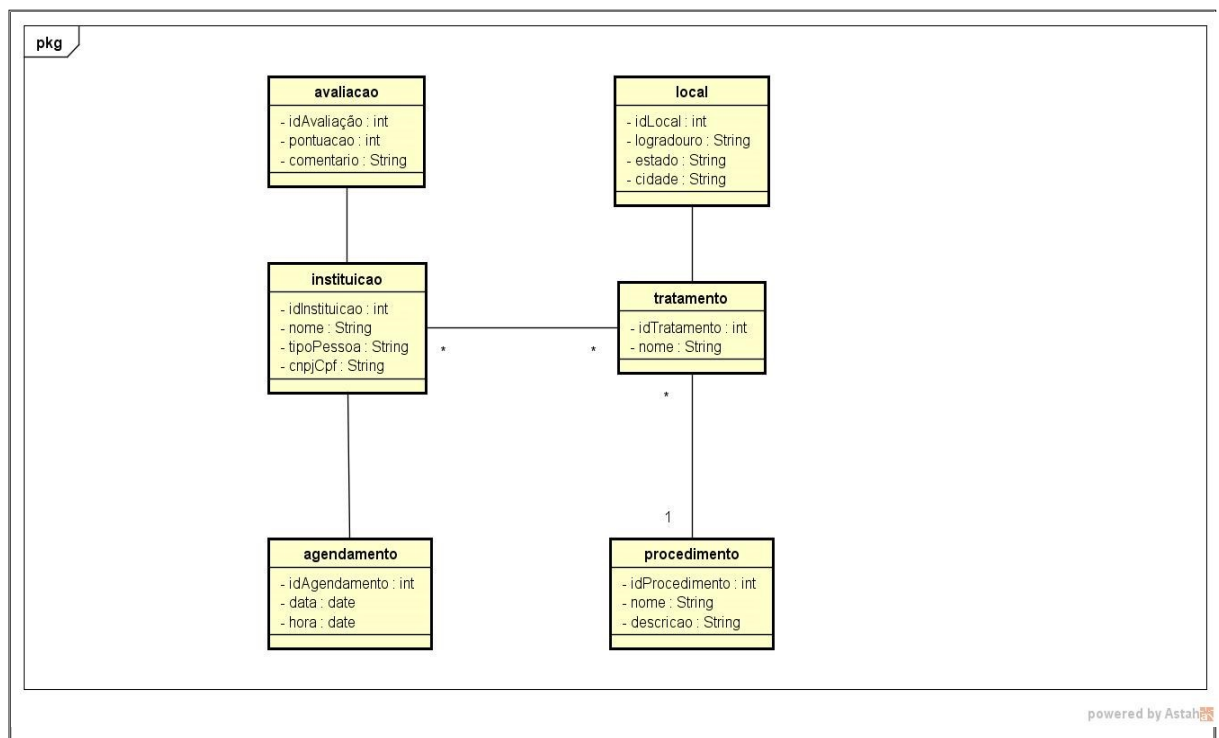 pkg
avaliacao
- idAvaliação : int
- pontuacao : int
- comentario : String
local
- idLocal : int
- logradouro : String
- estado : String
- cidade : String
instituicao
- idInstituicao : int
- nome : String
- tipoPessoa : String
- cnpjCpf : String
*
*
tratamento
- idTratamento : int
- nome : String
*
1
agendamento
- idAgendamento : int
- data : date
- hora : date
procedimento
- idProcedimento : int
- nome : String
- descricao : String
powered by Astah